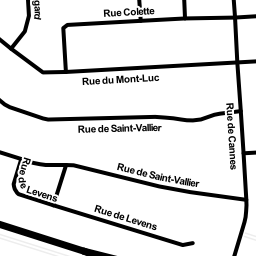 Rue Colette
Rue du Mont-Luc
Rue de Saint-Vallier
Rue de Cannes
Rue de Saint-Vallier
Rue de Levens
Rue de Levens